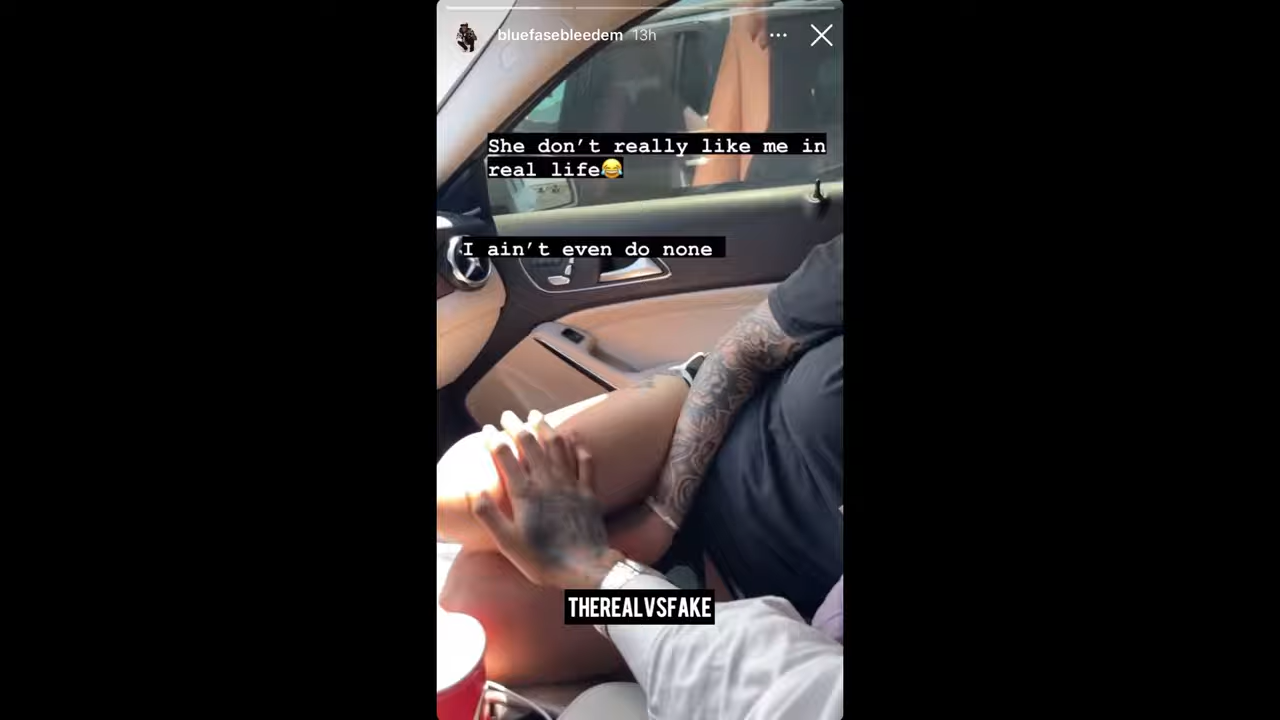 bluefasebleedem 13h
She don’t really like me in
real life😂
I ain’t even do none
THEREALVSFAKE